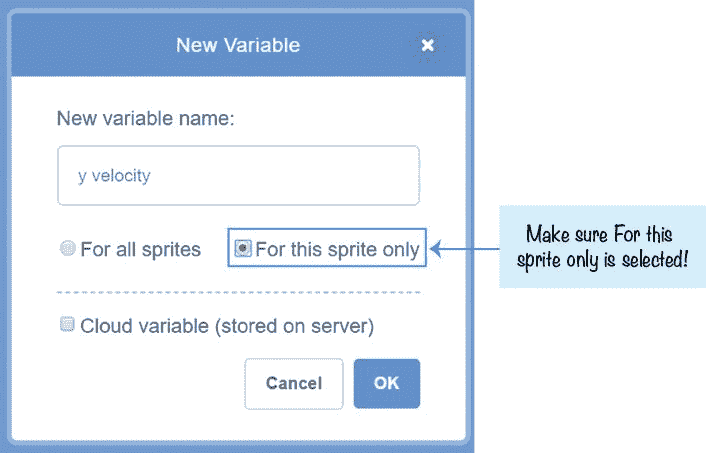 New Variable
New variable name:
y velocity
For all sprites
For this sprite only
Make sure For this
sprite only is selected!
Cloud variable (stored on server)
Cancel
OK